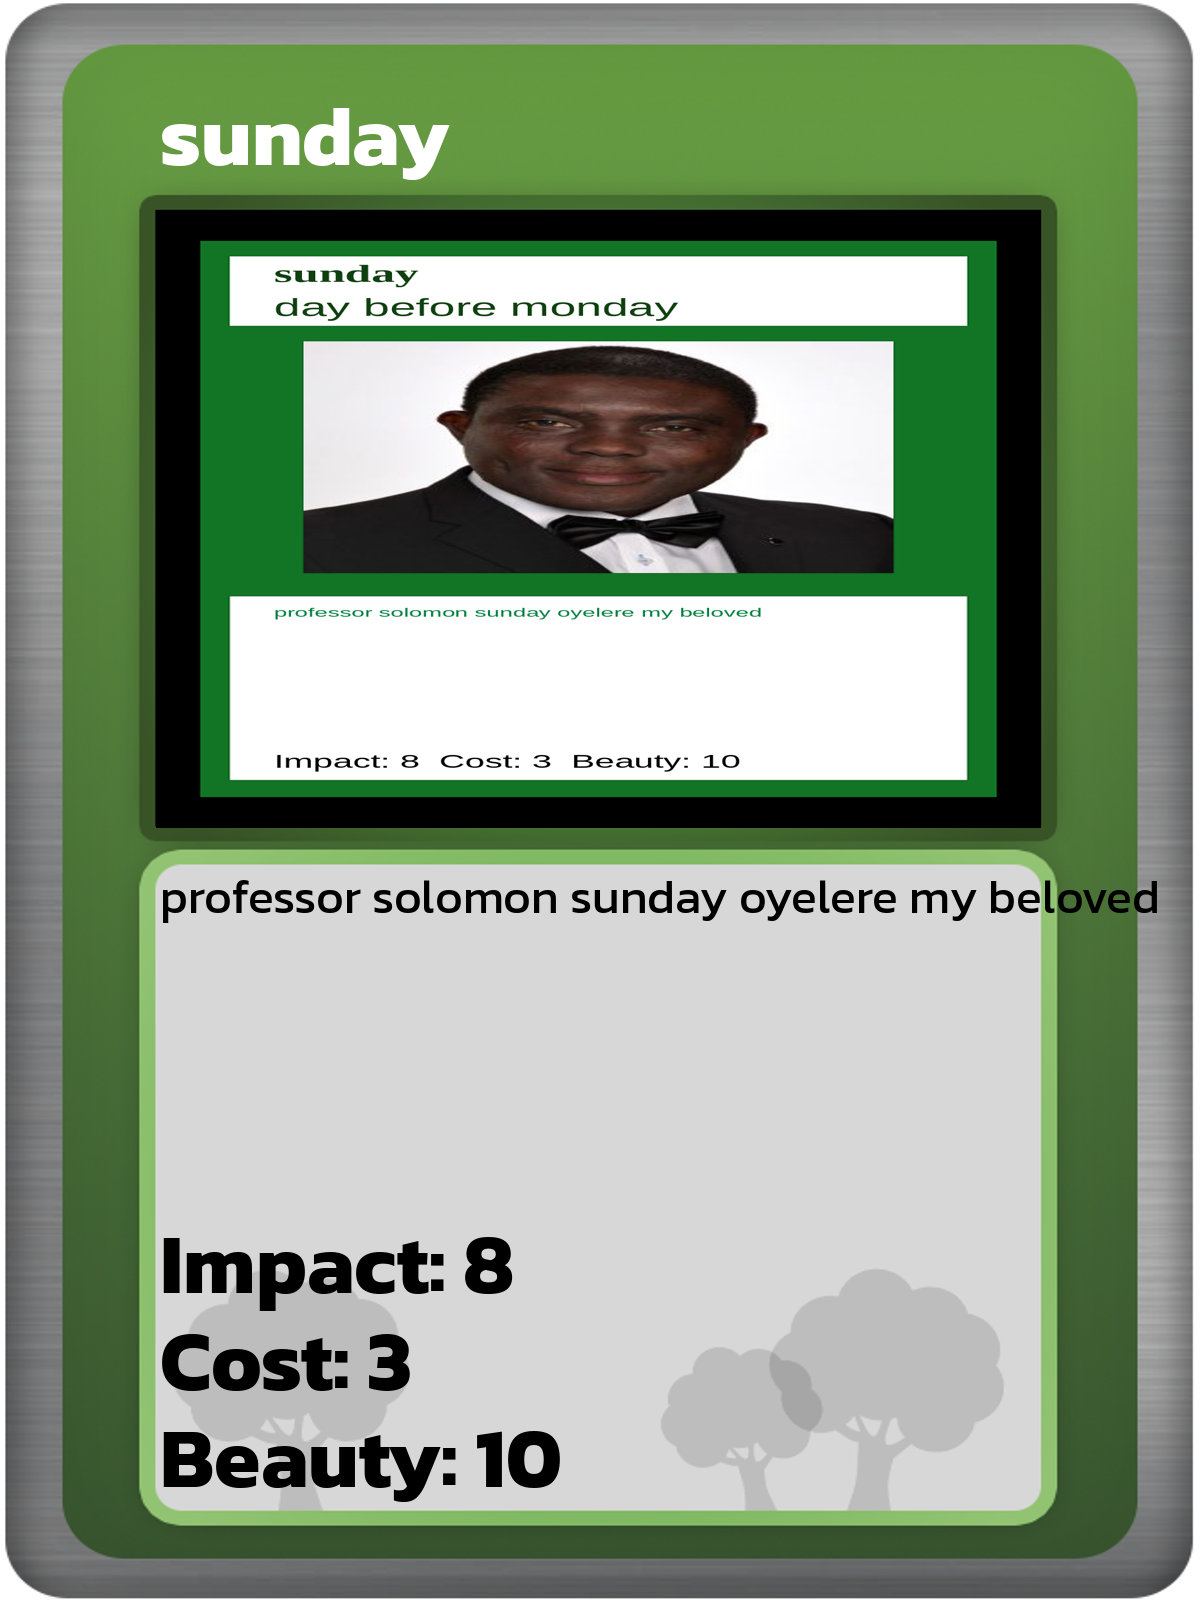 sunday
sunday
day before monday
professor solomon sunday oyelere my beloved
Impact: 8 Cost: 3 Beauty: 10
professor solomon sunday oyelere my beloved
Impact: 8
Cost: 3
Beauty: 10